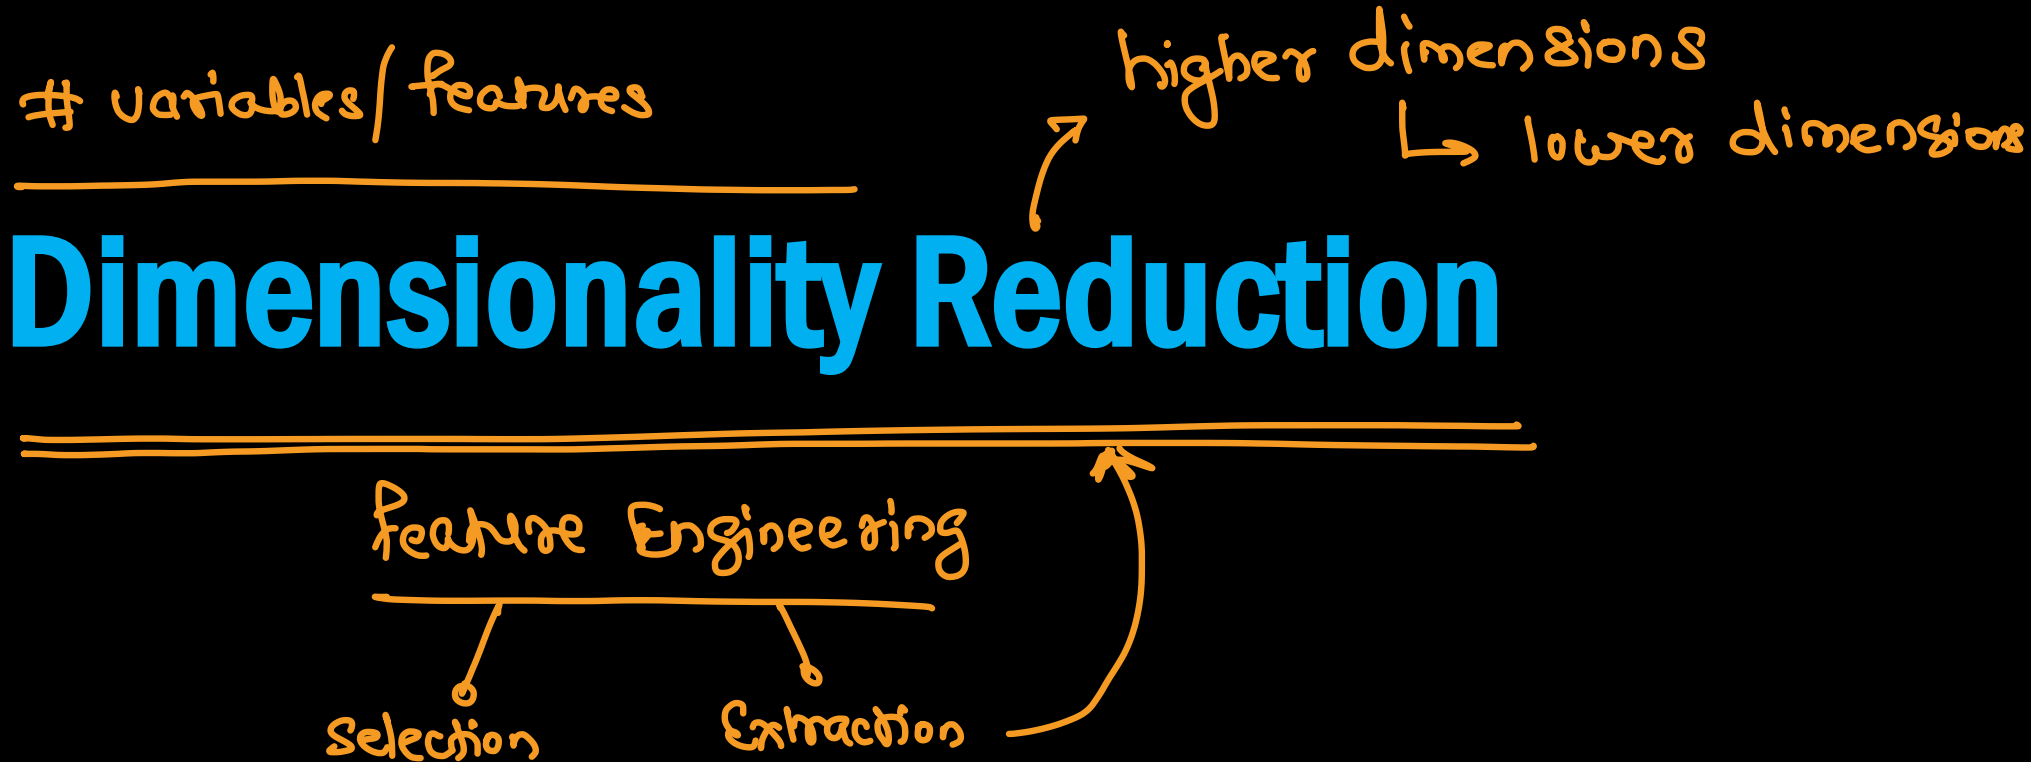 # variables/features
higher dimensions
lower dimensions
Dimensionality Reduction
Feature Engineering
Selection
Extraction